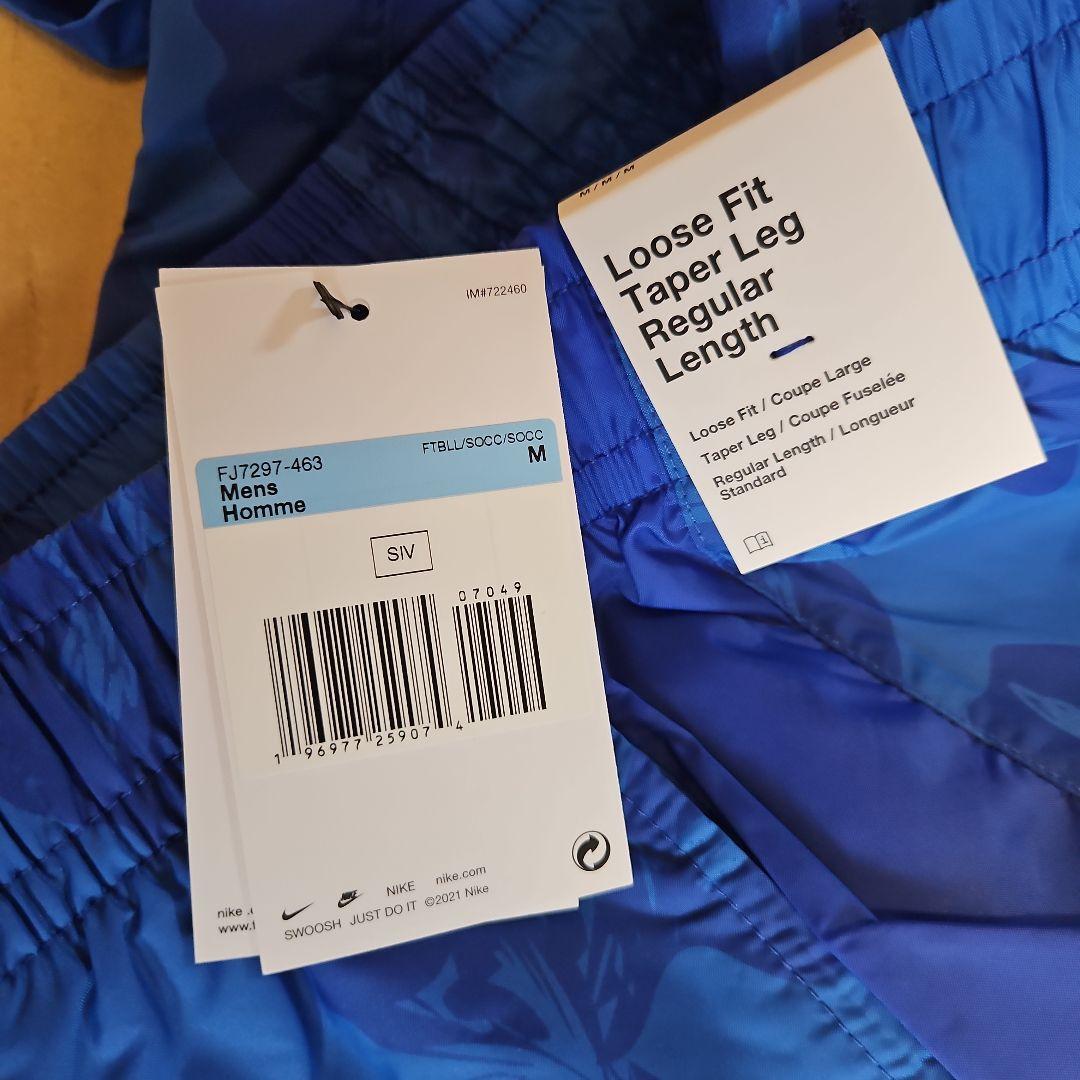 IM#722460
FTBLL/SOCC/SOCC
FJ7297-463 M
Mens
Homme
SIV
07049
1 96977 25907 4
NIKE nike.com
SWOOSH JUST DO IT ©2021 Nike
nike
www.
M / M / M
Loose Fit
Taper Leg
Regular
Length
Loose Fit / Coupe Large
Taper Leg / Coupe Fuselée
Regular Length / Longueur
Standard